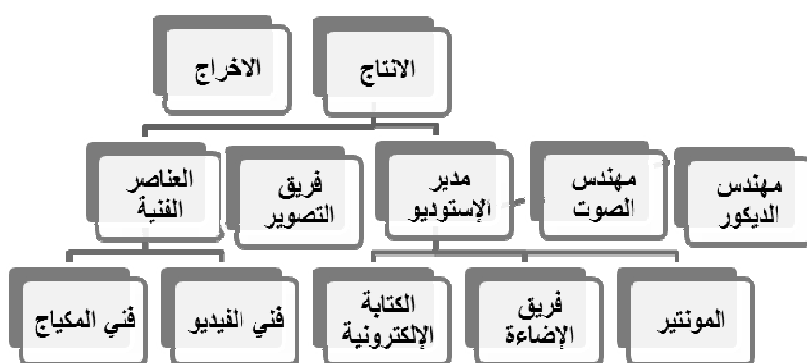 الانتاج
الاخراج
مهندس
الديكور
مهندس
الصوت
مدير
الإستوديو
فريق
التصوير
العناصر
الفنية
المونتير
فريق
الإضاءة
الكتابة
الإلكترونية
فني الفيديو
فني المكياج